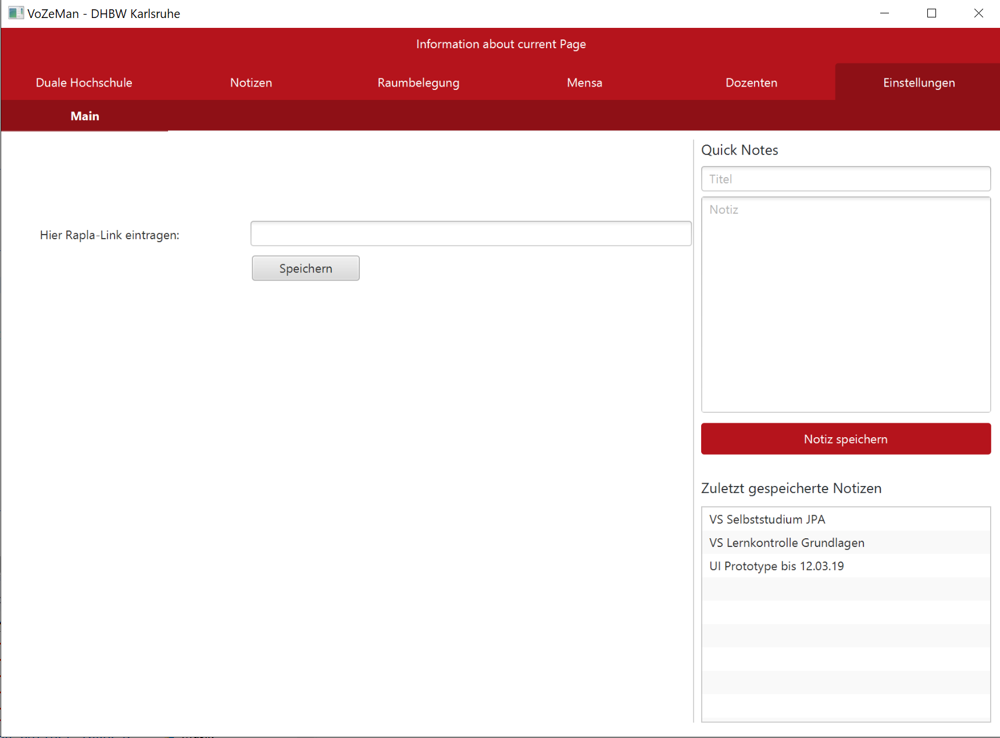 VoZeMan - DHBW Karlsruhe
Information about current Page
Duale Hochschule Notizen Raumbelegung Mensa Dozenten Einstellungen
Main
Quick Notes
Titel
Notiz
Hier Rapla-Link eintragen:
Speichern
Notiz speichern
Zuletzt gespeicherte Notizen
VS Selbststudium JPA
VS Lernkontrolle Grundlagen
UI Prototype bis 12.03.19